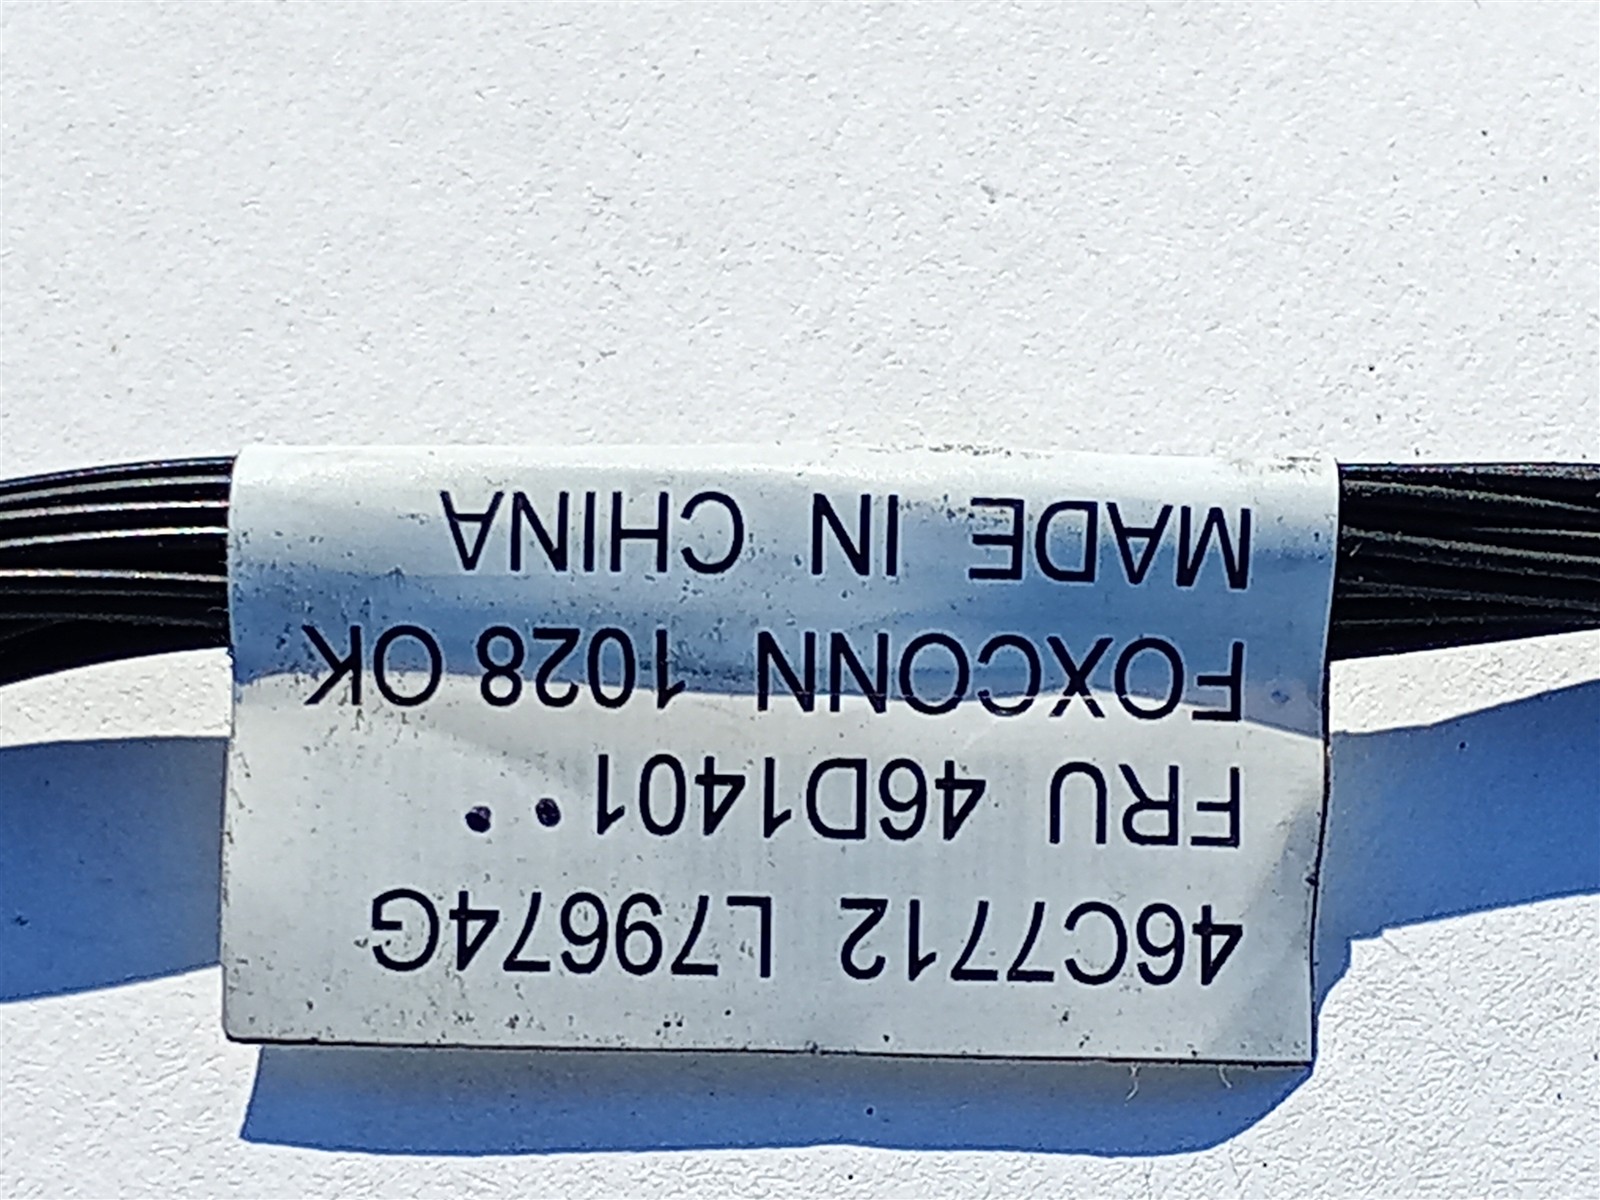 46C7712 L79674G
FRU 46D1401..
FOXCONN 1028 OK
MADE IN CHINA